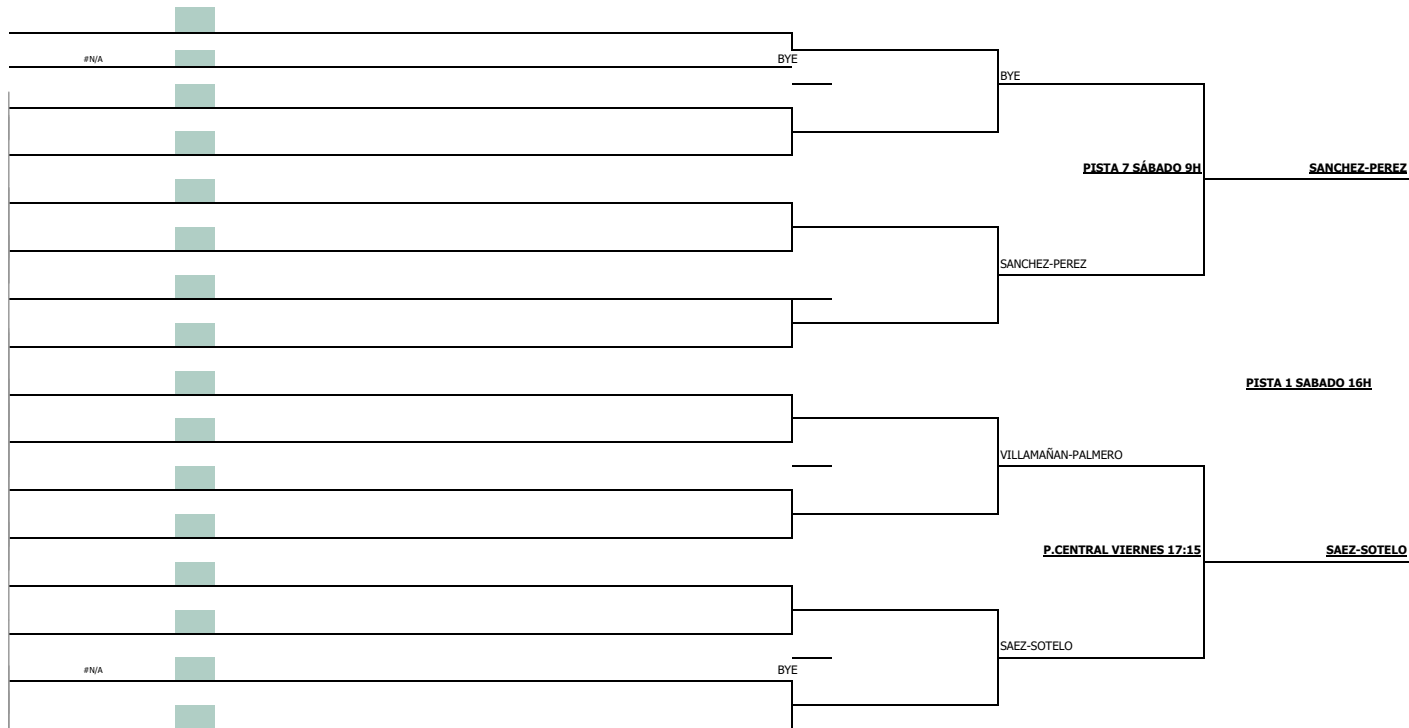 #N/A
BYE
BYE
PISTA 7 SÁBADO 9H
SANCHEZ-PEREZ
SANCHEZ-PEREZ
PISTA 1 SABADO 16H
VILLAMAÑAN-PALMERO
P.CENTRAL VIERNES 17:15
SAEZ-SOTELO
SAEZ-SOTELO
#N/A
BYE